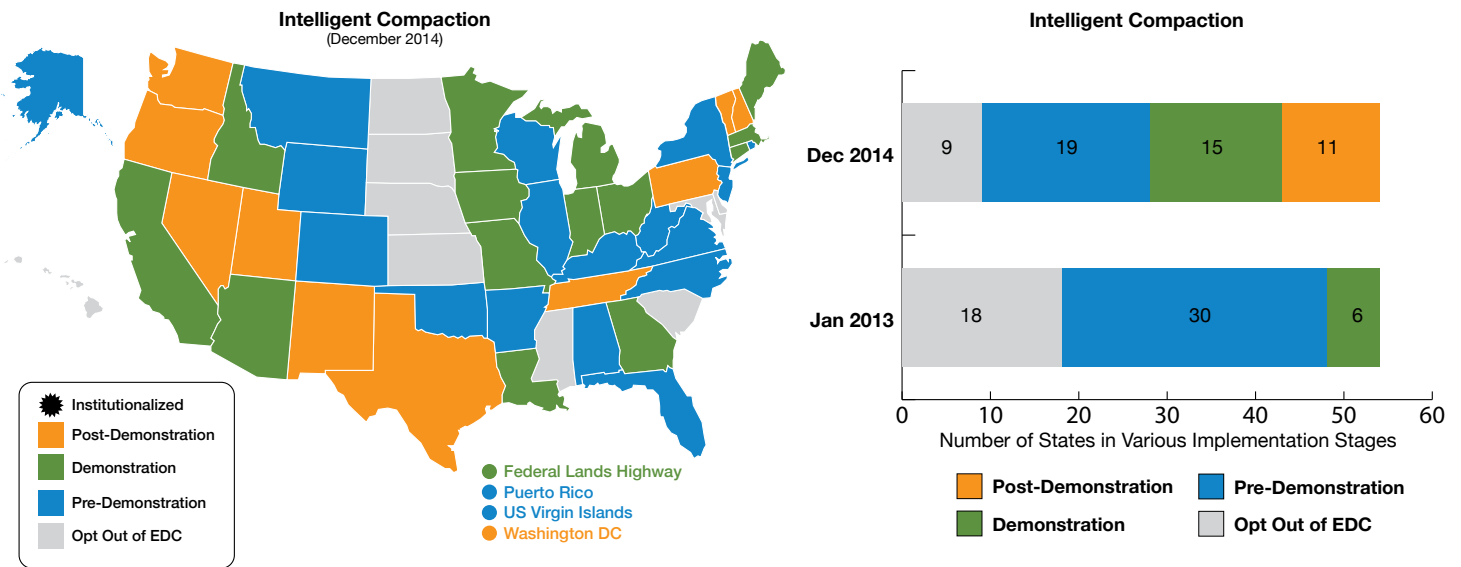 Intelligent Compaction
(December 2014)
Institutionalized
Post-Demonstration
Demonstration
Pre-Demonstration
Opt Out of EDC
Federal Lands Highway
Puerto Rico
US Virgin Islands
Washington DC
Intelligent Compaction
Dec 2014
9 19 15 11
Jan 2013
18 30 6
0 10 20 30 40 50 60
Number of States in Various Implementation Stages
Post-Demonstration Pre-Demonstration
Demonstration Opt Out of EDC